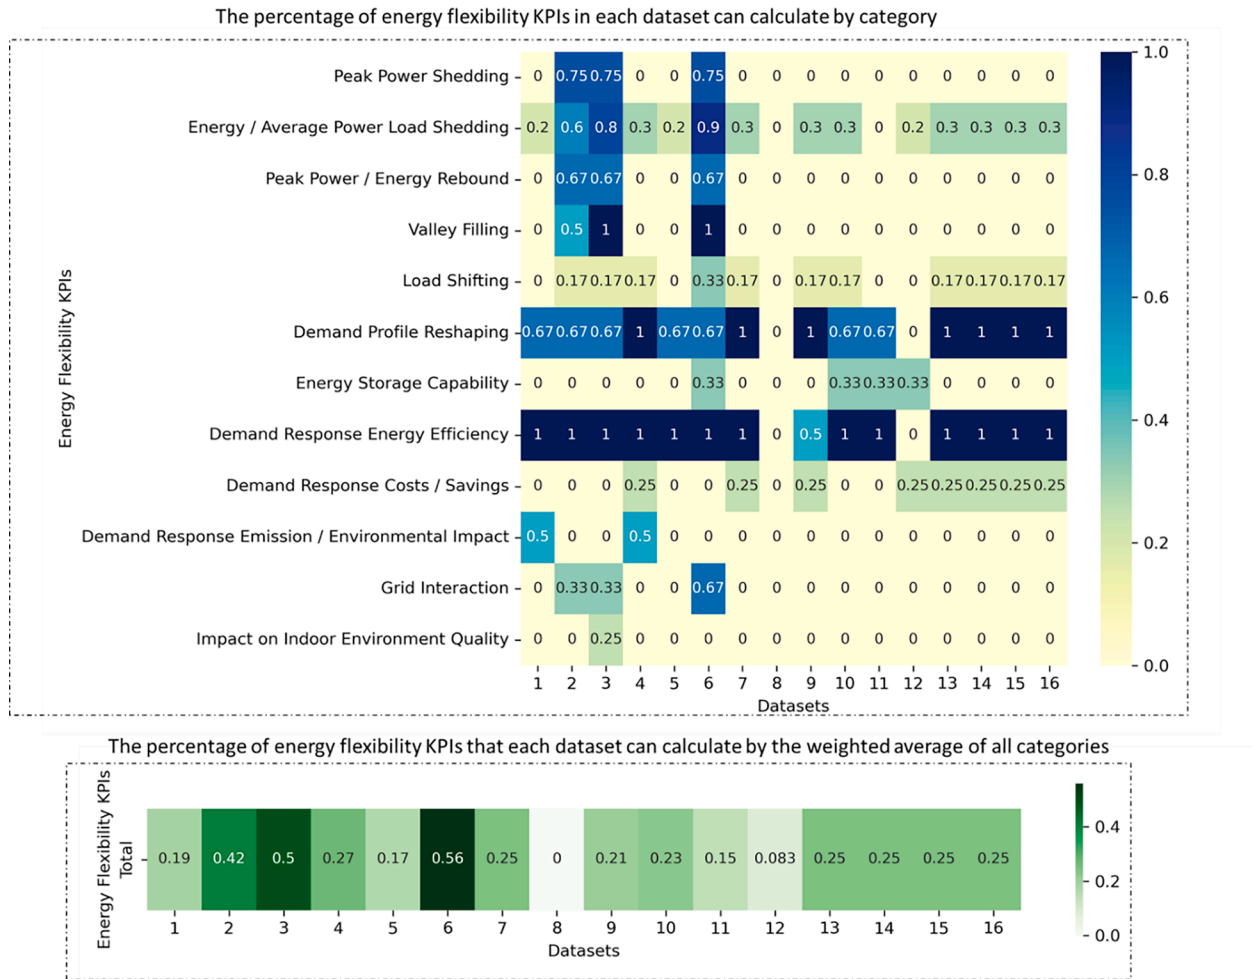 The percentage of energy flexibility KPIs in each dataset can calculate by category
Energy Flexibility KPIs
Peak Power Shedding 0 0.75 0.75 0 0 0.75 0 0 0 0 0 0 0 0 0 0
Energy / Average Power Load Shedding 0.2 0.6 0.8 0.3 0.2 0.9 0.3 0 0.3 0.3 0 0.2 0.3 0.3 0.3 0.3
Peak Power / Energy Rebound 0 0.67 0.67 0 0 0.67 0 0 0 0 0 0 0 0 0 0
Valley Filling 0 0.5 1 0 0 1 0 0 0 0 0 0 0 0 0 0
Load Shifting 0 0.17 0.17 0.17 0 0.33 0.17 0 0.17 0.17 0 0 0.17 0.17 0.17 0.17
Demand Profile Reshaping 0.67 0.67 0.67 1 0.67 0.67 1 0 1 0.67 0.67 0 1 1 1 1
Energy Storage Capability 0 0 0 0 0 0.33 0 0 0 0.33 0.33 0.33 0 0 0 0
Demand Response Energy Efficiency 1 1 1 1 1 1 1 0 0.5 1 1 0 1 1 1 1
Demand Response Costs / Savings 0 0 0 0.25 0 0 0.25 0 0.25 0 0 0.25 0.25 0.25 0.25 0.25
Demand Response Emission / Environmental Impact 0.5 0 0 0.5 0 0 0 0 0 0 0 0 0 0 0 0
Grid Interaction 0 0.33 0.33 0 0 0.67 0 0 0 0 0 0 0 0 0 0
Impact on Indoor Environment Quality 0 0 0.25 0 0 0 0 0 0 0 0 0 0 0 0 0
1 2 3 4 5 6 7 8 9 10 11 12 13 14 15 16
Datasets
1.0
0.8
0.6
0.4
0.2
0.0
The percentage of energy flexibility KPIs that each dataset can calculate by the weighted average of all categories
Energy Flexibility KPIs
Total
0.19 0.42 0.5 0.27 0.17 0.56 0.25 0 0.21 0.23 0.15 0.083 0.25 0.25 0.25 0.25
1 2 3 4 5 6 7 8 9 10 11 12 13 14 15 16
Datasets
0.4
0.2
0.0